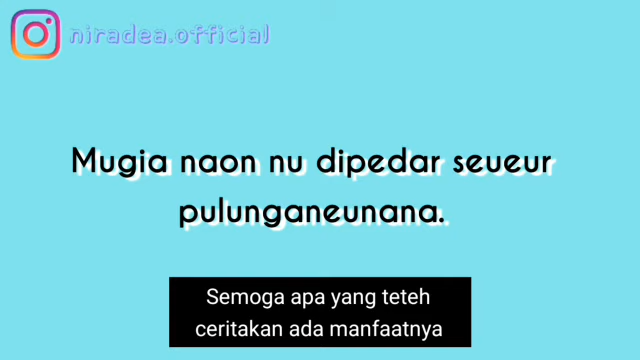 niradea.official
Mugia naon nu dipedar seueur
pulunganeunana.
Semoga apa yang teteh
ceritakan ada manfaatnya